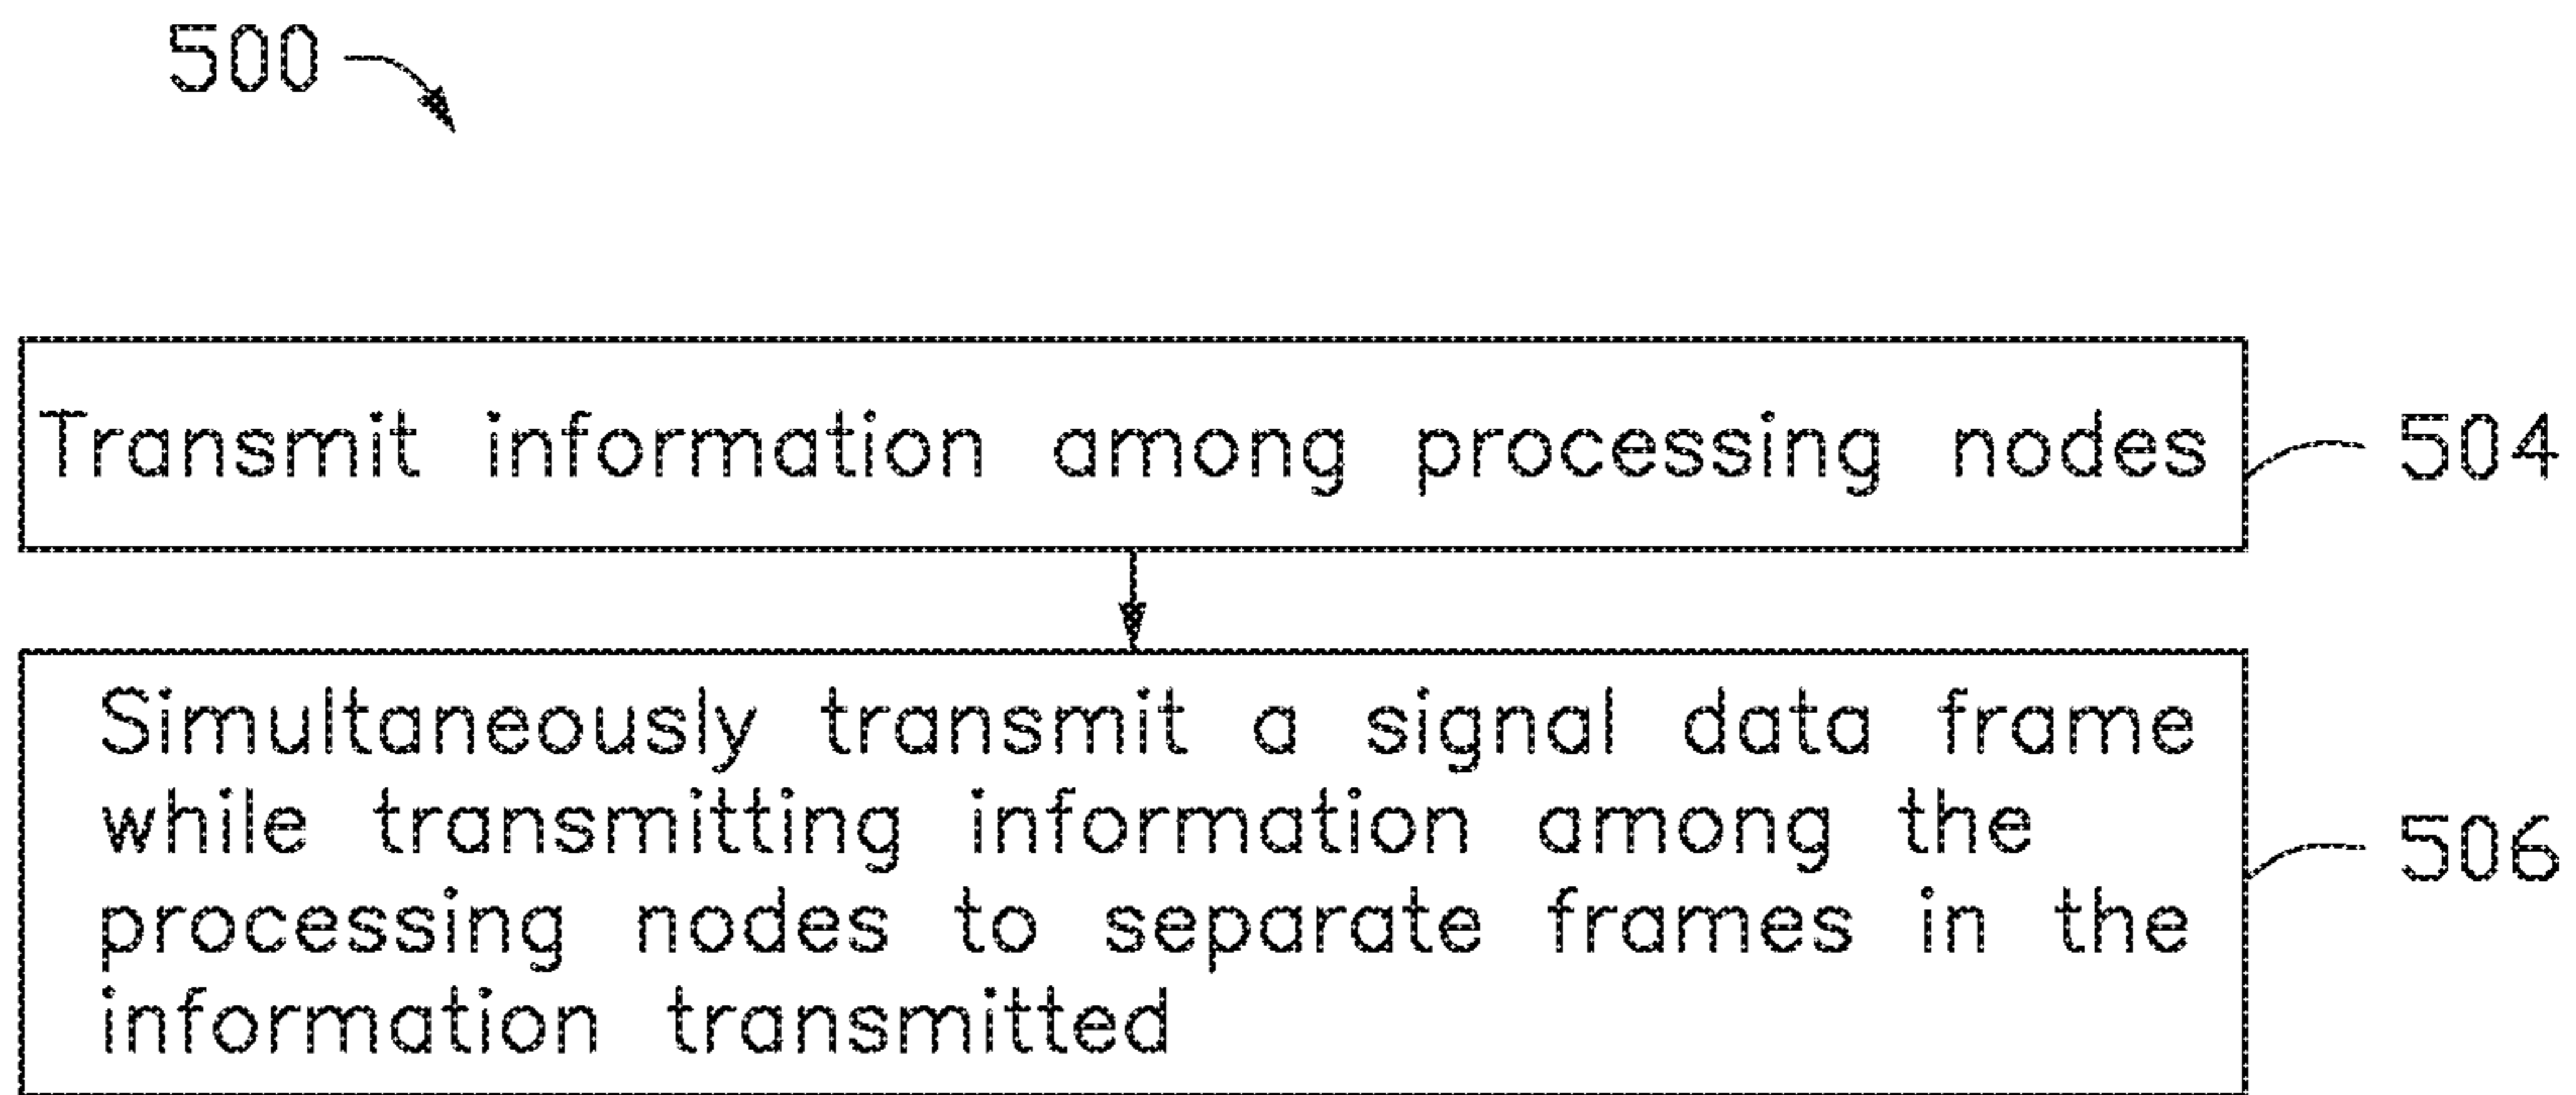 500
Transmit information among processing nodes
504
Simultaneously transmit a signal data frame
while transmitting information among the
processing nodes to separate frames in the
information transmitted
506